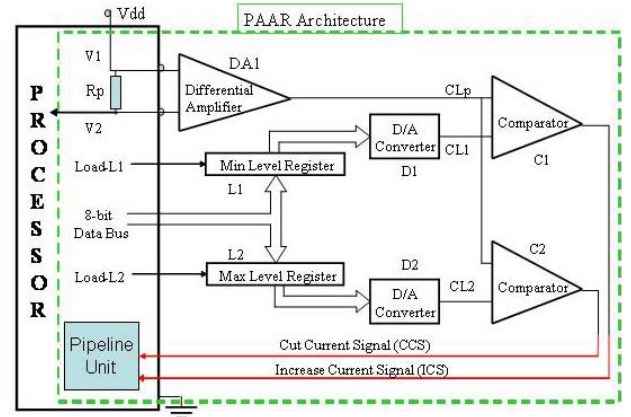 Vdd
PAAR Architecture
V1
DA1
Rp
Differential
Amplifier
CLp
V2
PROCESSOR
D/A
Converter
Comparator
CL1
Load-L1
Min Level Register
D1
C1
L1
8-bit
Data Bus
L2
D2
C2
Load-L2
Max Level Register
D/A
Converter
CL2
Comparator
Pipeline
Unit
Cut Current Signal (CCS)
Increase Current Signal (ICS)